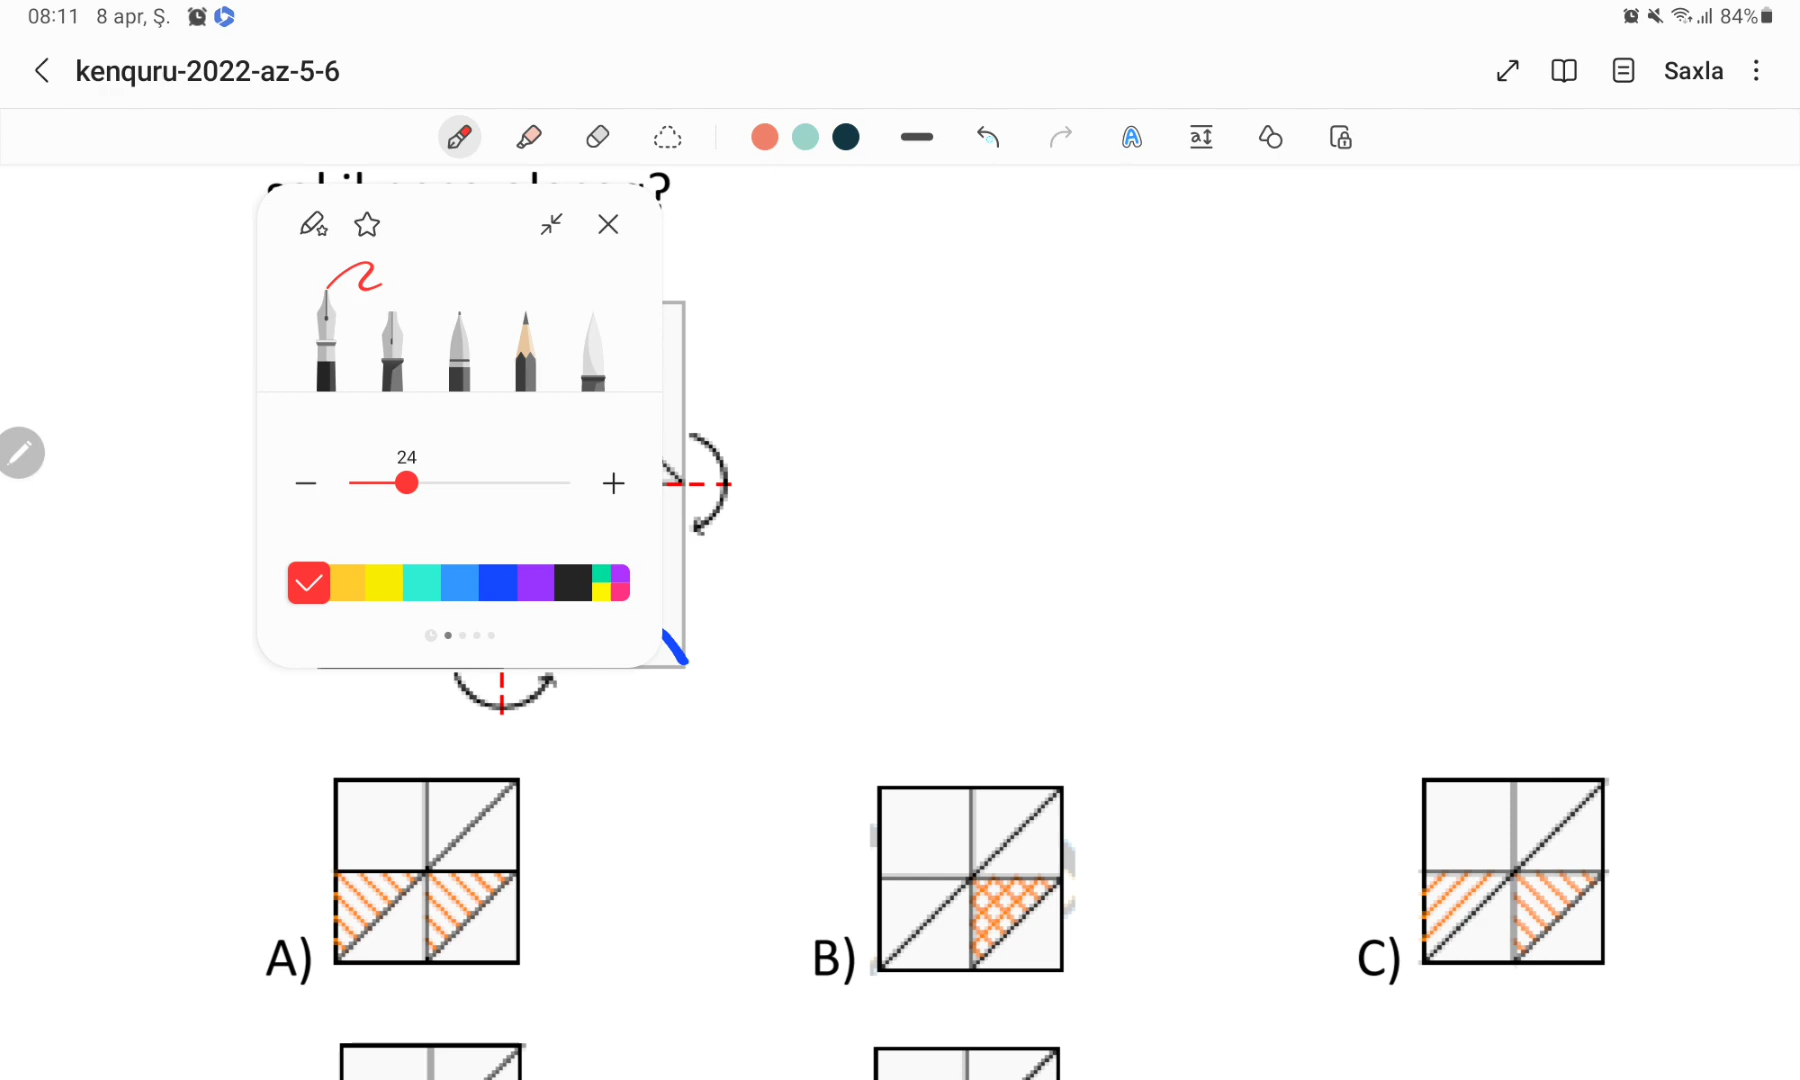 08:11 8 apr, Ş. 84%
kenquru-2022-az-5-6 Saxla
?
24
A) B) C)